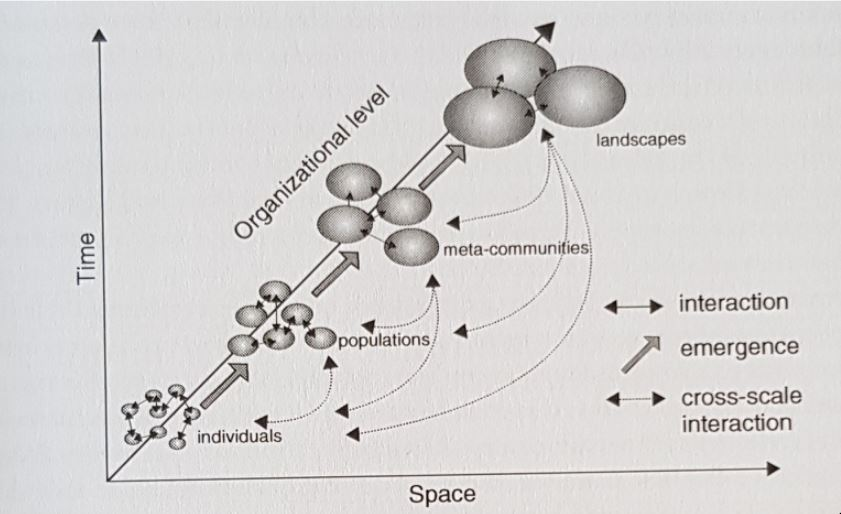 Time
Organizational level
landscapes
meta-communities
populations
individuals
interaction
emergence
cross-scale
interaction
Space